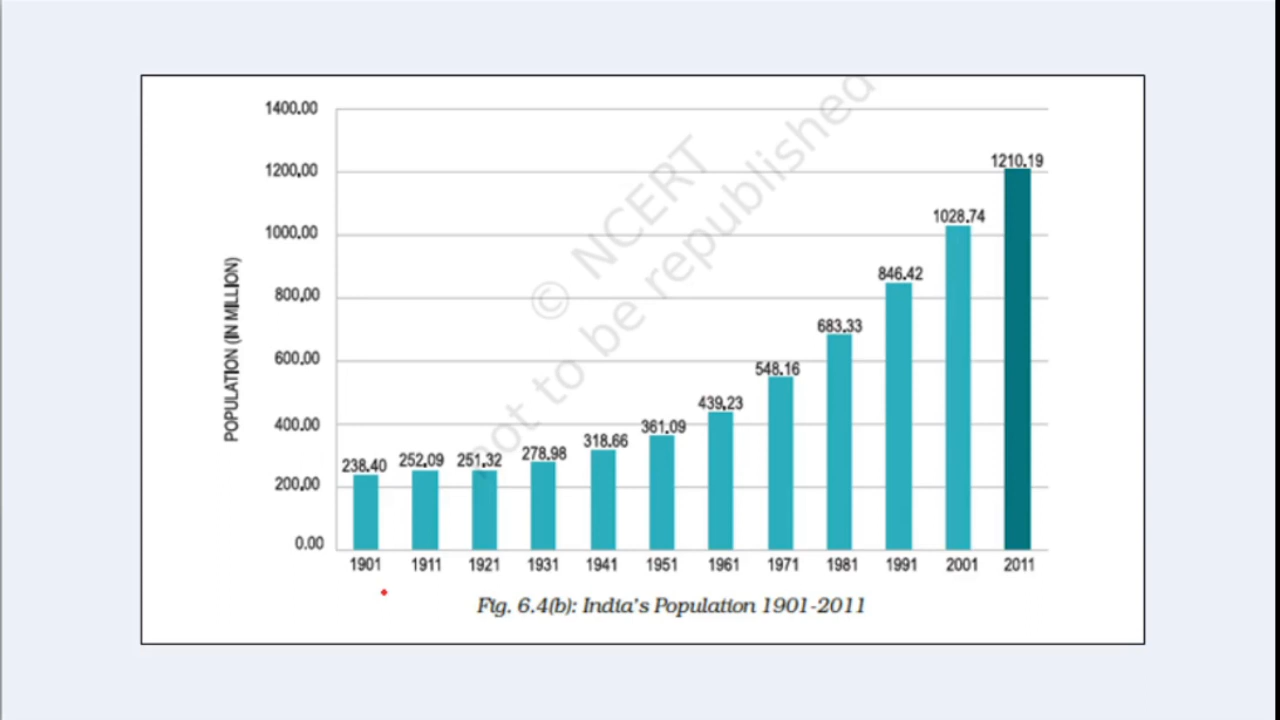 1400.00
1200.00
1000.00
800.00
600.00
400.00
200.00
0.00
POPULATION (IN MILLION)
© NCERT
not to be republished
238.40 252.09 251.32 278.98 318.66 361.09 439.23 548.16 683.33 846.42 1028.74 1210.19
1901 1911 1921 1931 1941 1951 1961 1971 1981 1991 2001 2011
Fig. 6.4(b): India's Population 1901-2011